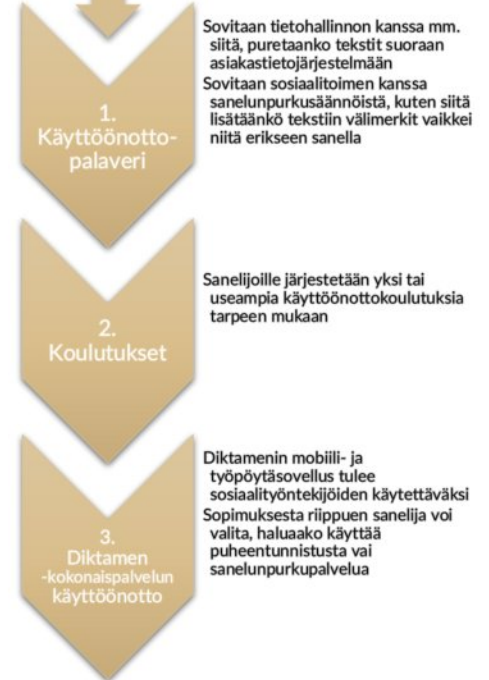 1.
Käyttöönotto-
palaveri
Sovitaan tietohallinnon kanssa mm.
siitä, puretaanko tekstit suoraan
asiakastietojärjestelmään
Sovitaan sosiaalitoimen kanssa
sanelunpurkusäännöistä, kuten siitä
lisätäänkö tekstiin välimerkit vaikkei
niitä erikseen sanella
2.
Koulutukset
Sanelijoille järjestetään yksi tai
useampia käyttöönottokoulutuksia
tarpeen mukaan
3.
Diktamen
-kokonaispalvelun
käyttöönotto
Diktamenin mobiili- ja
työpöytäsovellus tulee
sosiaalityöntekijöiden käytettäväksi
Sopimuksesta riippuen sanelija voi
valita, haluaako käyttää
puheentunnistusta vai
sanelunpurkupalvelua